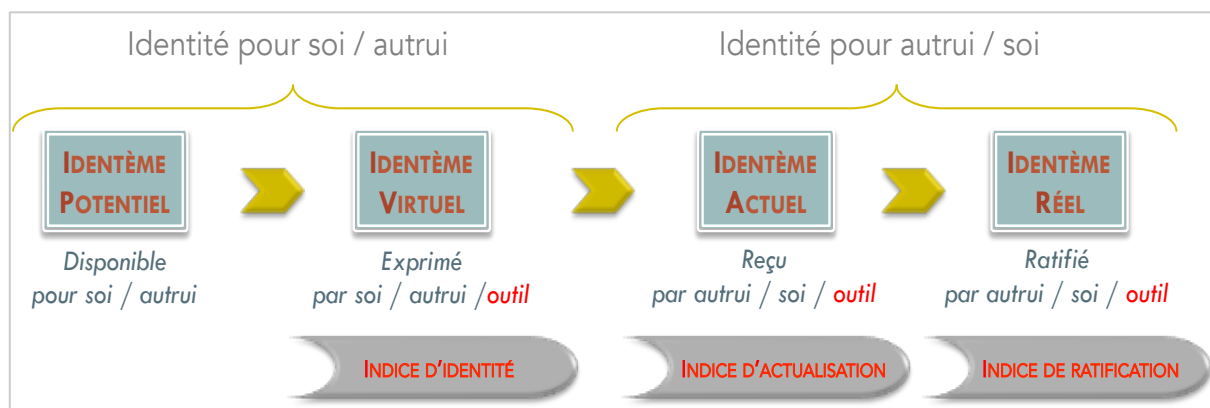 Identité pour soi / autrui
Identité pour autrui / soi
IDENTÈME
POTENTIEL
IDENTÈME
VIRTUEL
IDENTÈME
ACTUEL
IDENTÈME
RÉEL
Disponible
pour soi / autrui
Exprimé
par soi / autrui /outil
Reçu
par autrui / soi / outil
Ratifié
par autrui / soi / outil
INDICE D'IDENTITÉ
INDICE D'ACTUALISATION
INDICE DE RATIFICATION